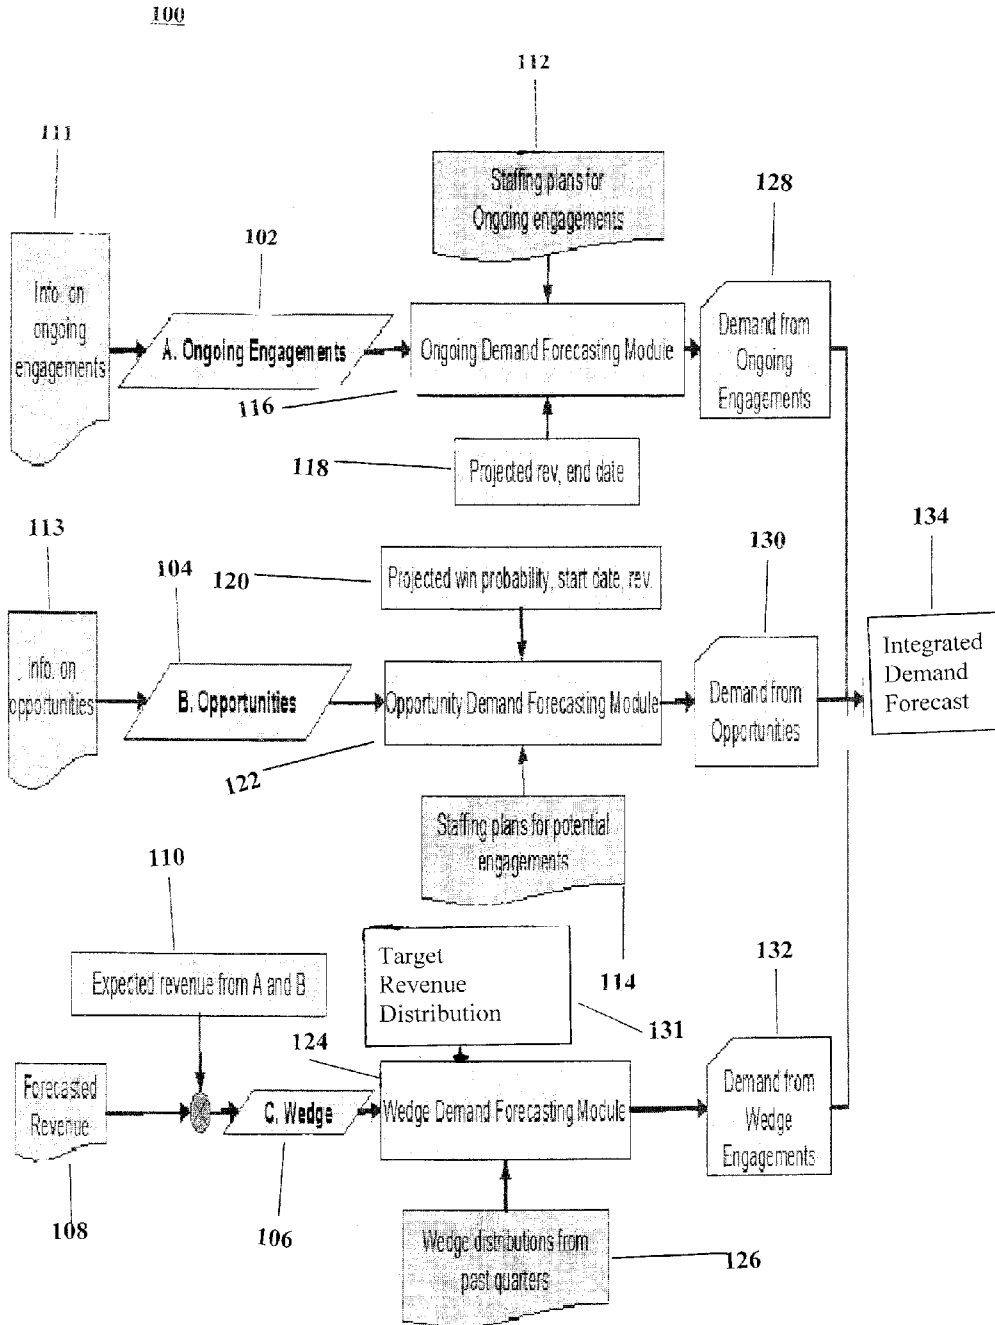 100
112
111
Staffing plans for
Ongoing engagements
128
102
Info. on
ongoing
engagements
A. Ongoing Engagements
Ongoing Demand Forecasting Module
Demand from
Ongoing
Engagements
116
118
Projected rev, end date
113
134
104
120
Projected win probability, start date, rev.
130
Info. on
opportunities
B. Opportunities
Opportunity Demand Forecasting Module
Demand from
Opportunities
Integrated
Demand
Forecast
122
Staffing plans for potential
engagements
110
114
Expected revenue from A and B
Target
Revenue
Distribution
131
132
124
Forecasted
Revenue
C. Wedge
Wedge Demand Forecasting Module
Demand from
Wedge
Engagements
108
106
Wedge distributions from
past quarters
126